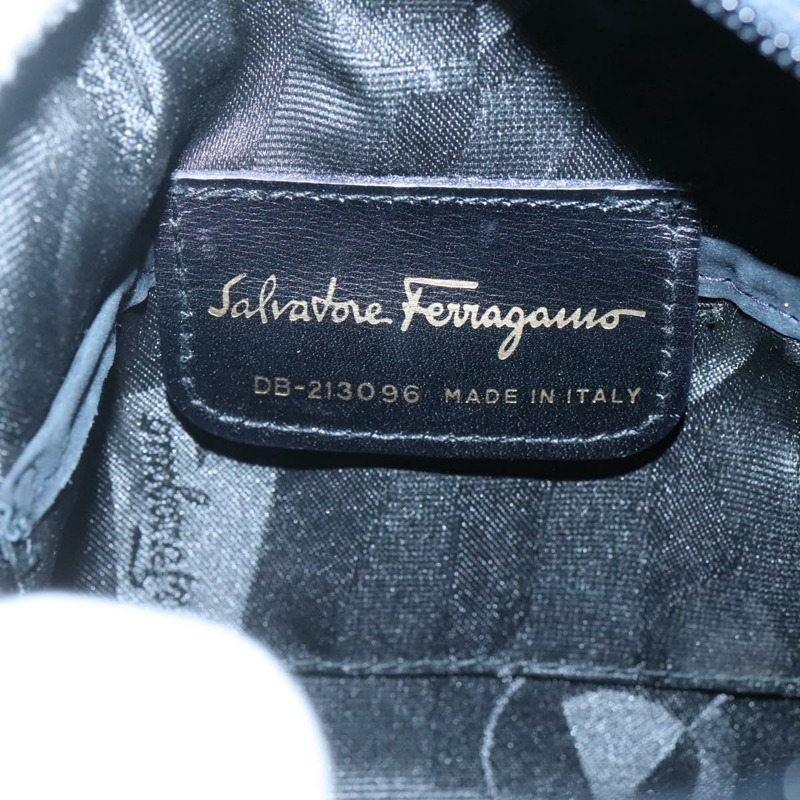 Salvatore Ferragamo
DB-213096 MADE IN ITALY